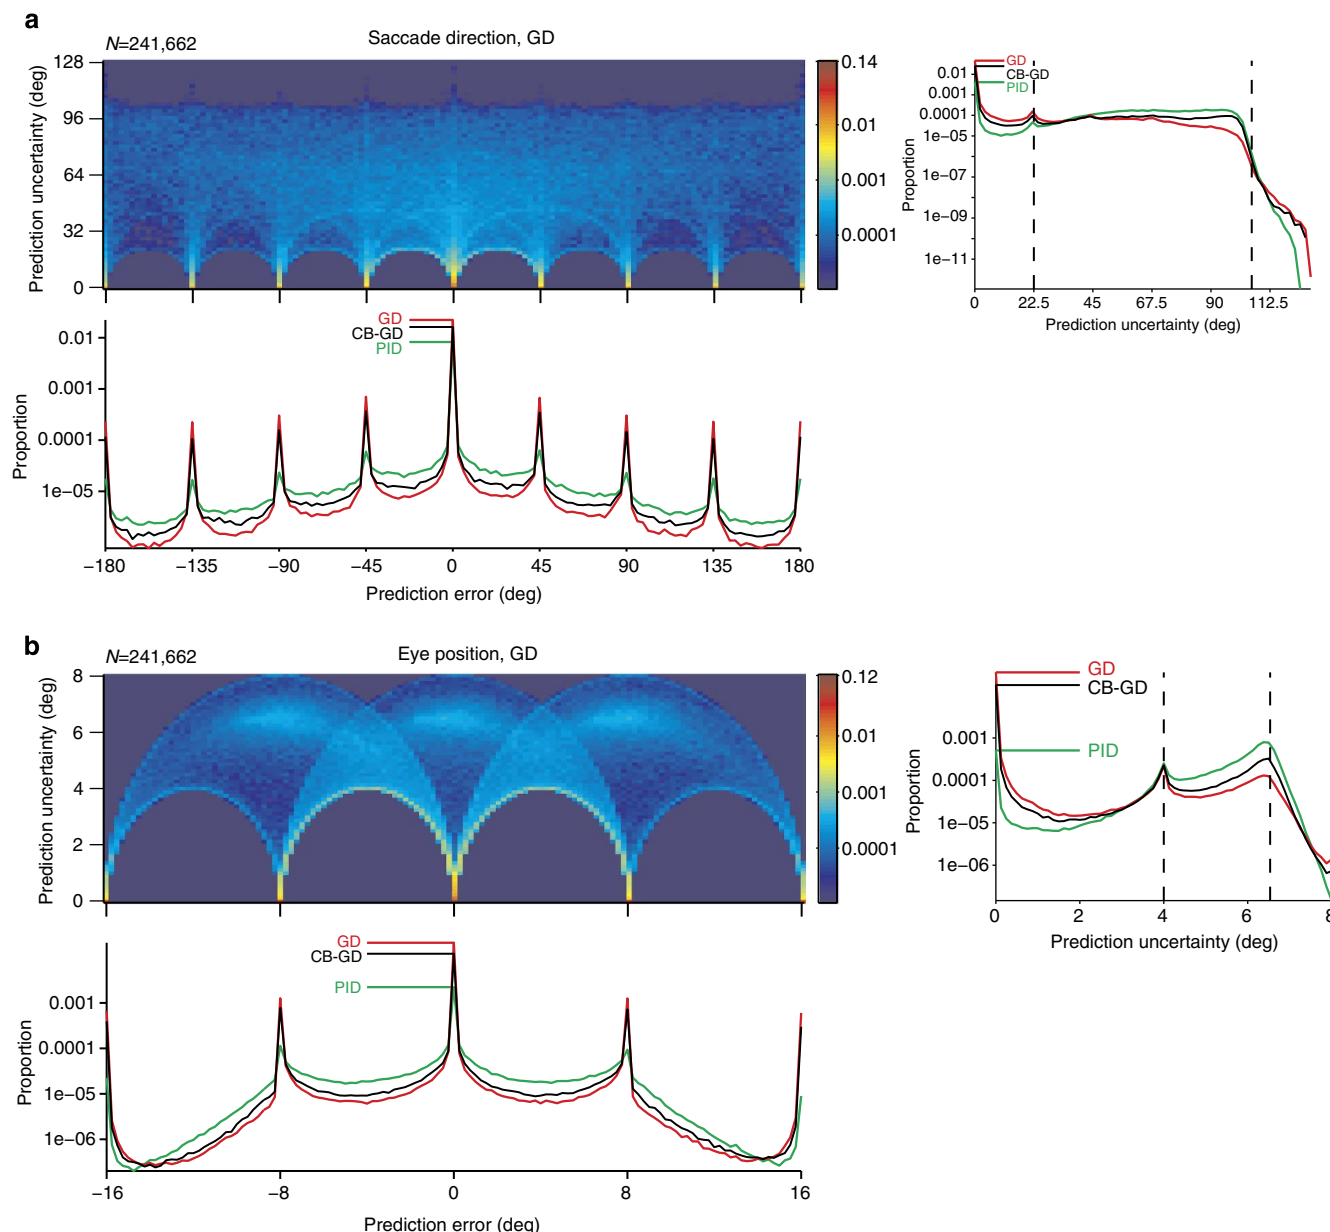 a
N=241,662
Saccade direction, GD
Prediction uncertainty (deg)
128
96
64
32
0
0.14
0.01
0.001
0.0001
Proportion
0.01
0.001
0.0001
1e−05
GD
CB-GD
PID
−180
−135
−90
−45
0
45
90
135
180
Prediction error (deg)
Proportion
0.01
0.001
0.0001
1e−05
1e−07
1e−09
1e−11
GD
CB-GD
PID
0
22.5
45
67.5
90
112.5
Prediction uncertainty (deg)
b
N=241,662
Eye position, GD
Prediction uncertainty (deg)
8
6
4
2
0
0.12
0.01
0.001
0.0001
Proportion
0.001
0.0001
1e−05
1e−06
GD
CB-GD
PID
−16
−8
0
8
16
Prediction error (deg)
Proportion
0.001
0.0001
1e−05
1e−06
GD
CB-GD
PID
0
2
4
6
8
Prediction uncertainty (deg)